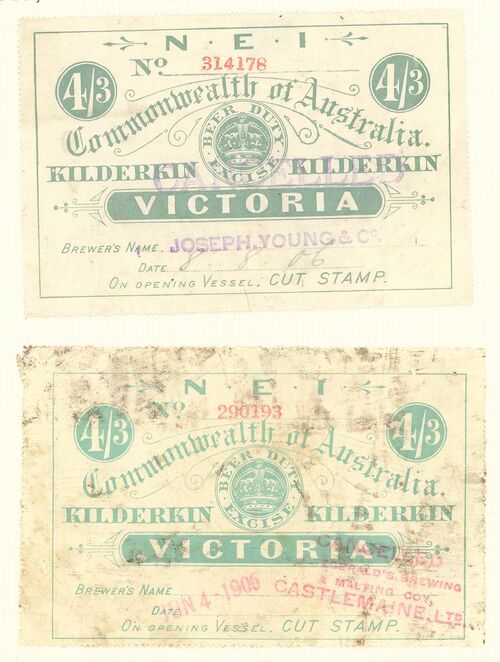 N · E · I
No 314178
4/3 4/3
Commonwealth of Australia.
BEER DUTY
EXCISE
KILDERKIN KILDERKIN
CANCELLED
VICTORIA
BREWER'S NAME JOSEPH. YOUNG & Co.
DATE 8 8 06
ON OPENING VESSEL, CUT STAMP.
N · E · I
No 290193
4/3 4/3
Commonwealth of Australia.
BEER DUTY
EXCISE
KILDERKIN KILDERKIN
VICTORIA
CANCELLED
GERALD'S. BREWING
& MALTING COY.
CASTLEMAINE. LTD
BREWER'S NAME
DATE N 4 - 1906
ON OPENING VESSEL, CUT STAMP.